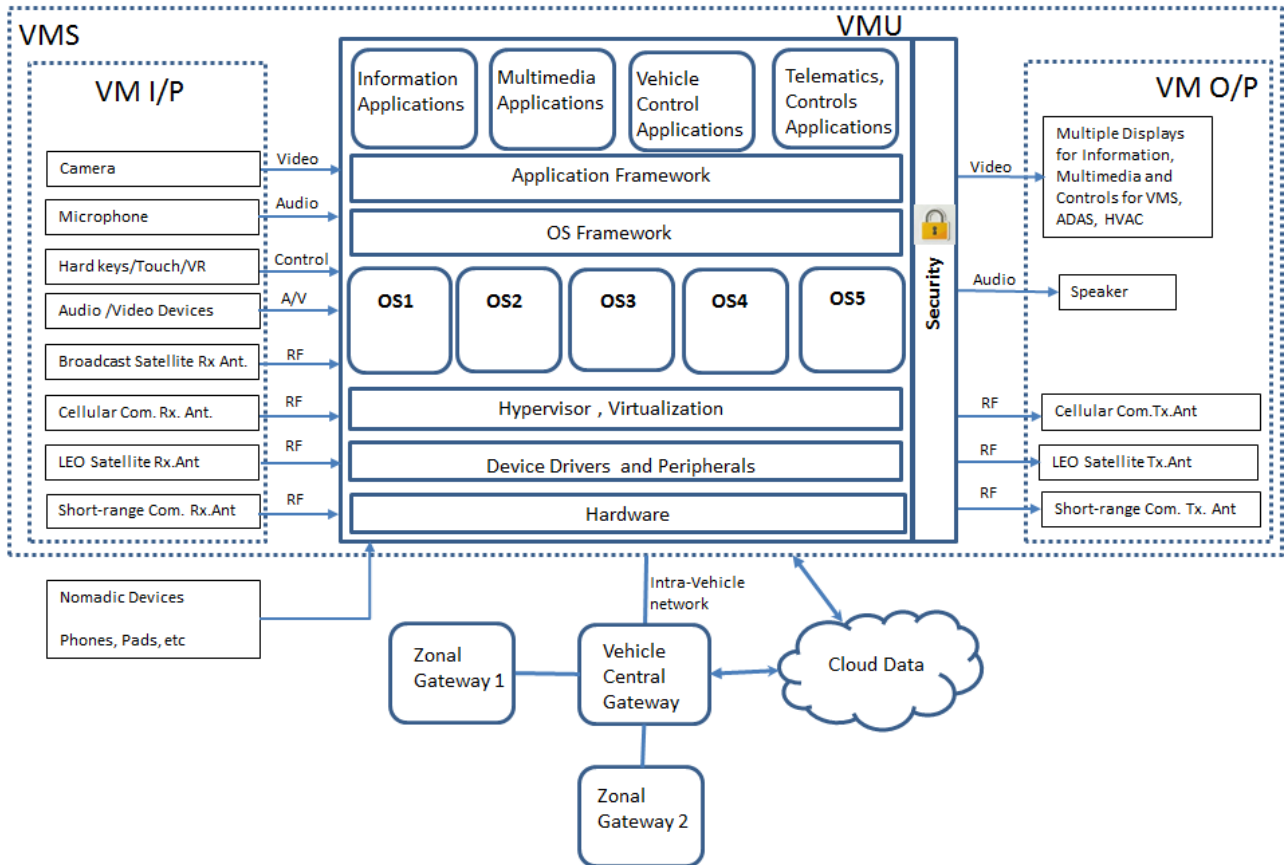 VMS
VMU
VM I/P
Camera
Microphone
Hard keys/Touch/VR
Audio /Video Devices
Broadcast Satellite Rx Ant.
Cellular Com. Rx. Ant.
LEO Satellite Rx.Ant
Short-range Com. Rx.Ant
Video
Audio
Control
A/V
RF
RF
RF
RF
Information
Applications
Multimedia
Applications
Vehicle
Control
Applications
Telematics,
Controls
Applications
Application Framework
OS Framework
OS1
OS2
OS3
OS4
OS5
Hypervisor , Virtualization
Device Drivers and Peripherals
Hardware
Security
Video
Audio
RF
RF
RF
VM O/P
Multiple Displays
for Information,
Multimedia and
Controls for VMS,
ADAS, HVAC
Speaker
Cellular Com.Tx.Ant
LEO Satellite Tx.Ant
Short-range Com. Tx. Ant
Nomadic Devices
Phones, Pads, etc
Intra-Vehicle
network
Zonal
Gateway 1
Vehicle
Central
Gateway
Cloud Data
Zonal
Gateway 2